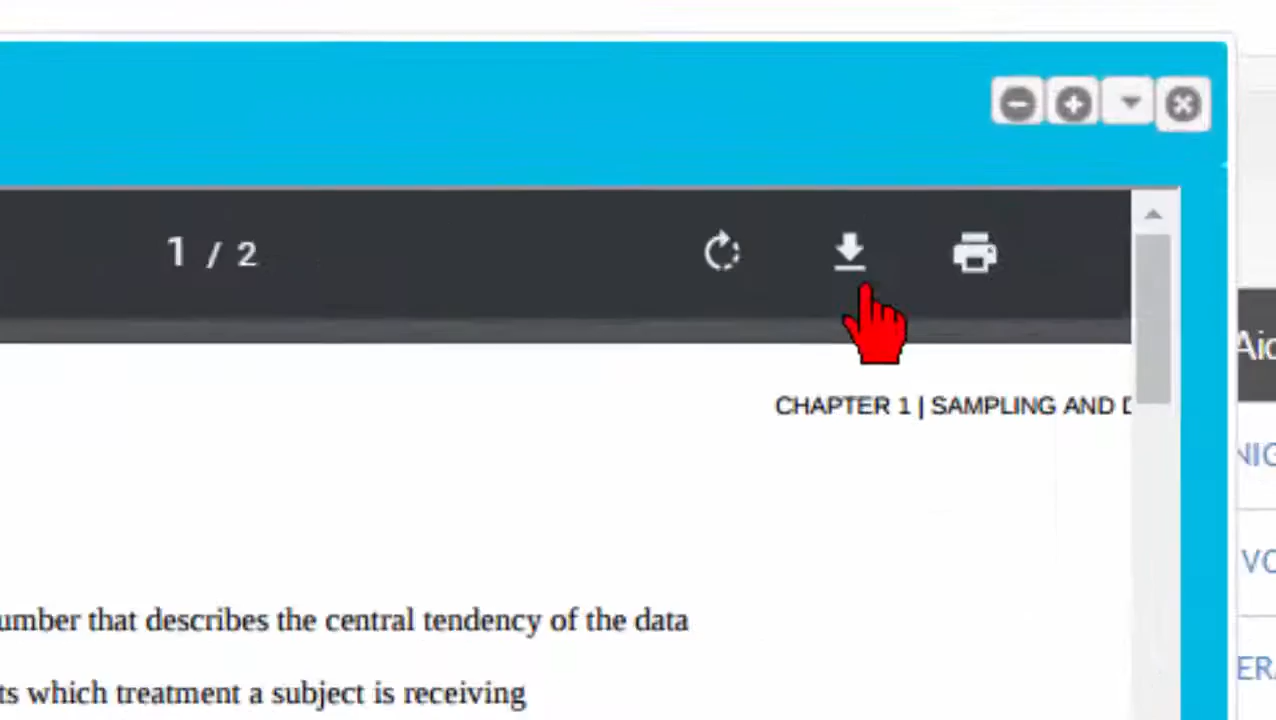 1 / 2
CHAPTER 1 | SAMPLING AND
umber that describes the central tendency of the data
ts which treatment a subject is receiving